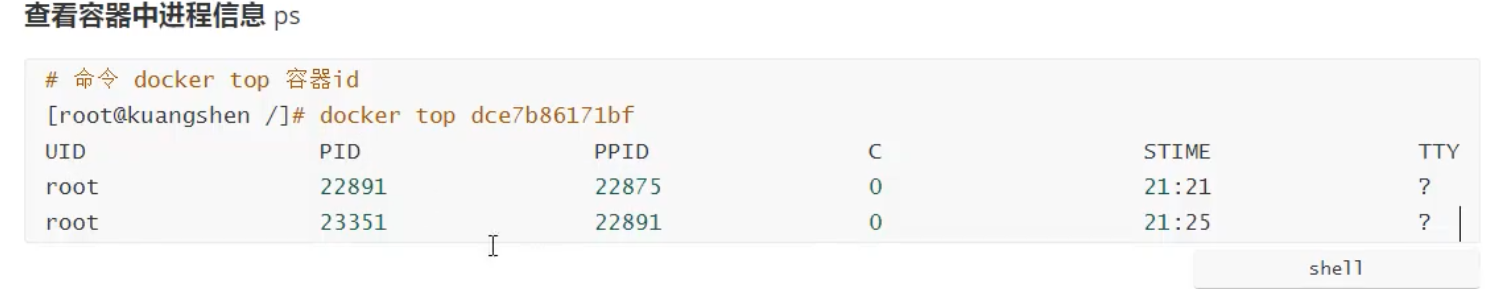 查看容器中进程信息 ps
# 命令 docker top 容器id
[root@kuangshen /]# docker top dce7b86171bf
UID PID PPID C STIME TTY
root 22891 22875 0 21:21 ?
root 23351 22891 0 21:25 ?
shell